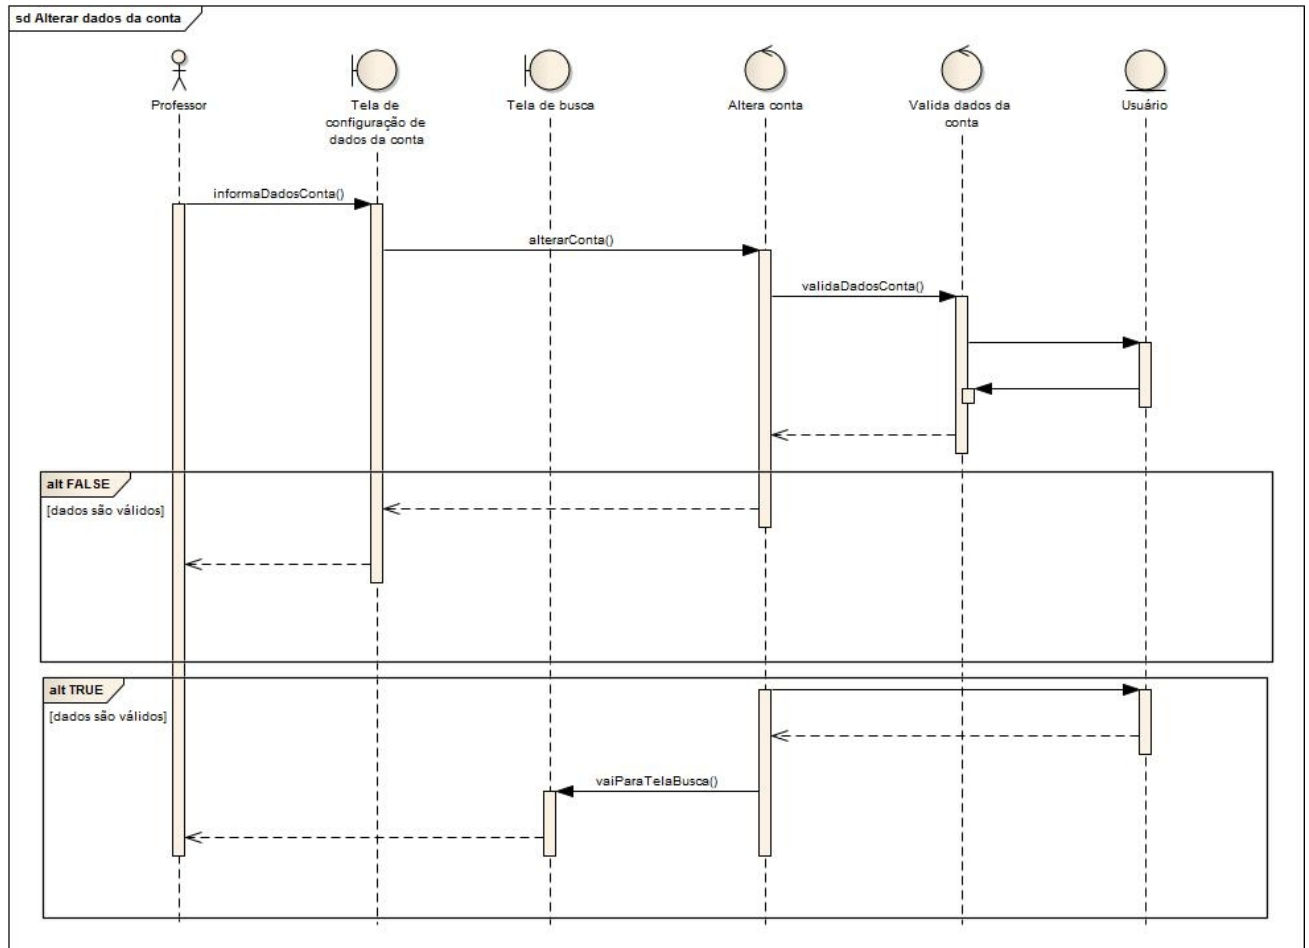 sd Alterar dados da conta
Professor
Tela de
configuração de
dados da conta
Tela de busca
Altera conta
Valida dados da
conta
Usuário
informaDadosConta()
alterarConta()
validaDadosConta()
alt FALSE
[dados são válidos]
alt TRUE
[dados são válidos]
vaiParaTelaBusca()